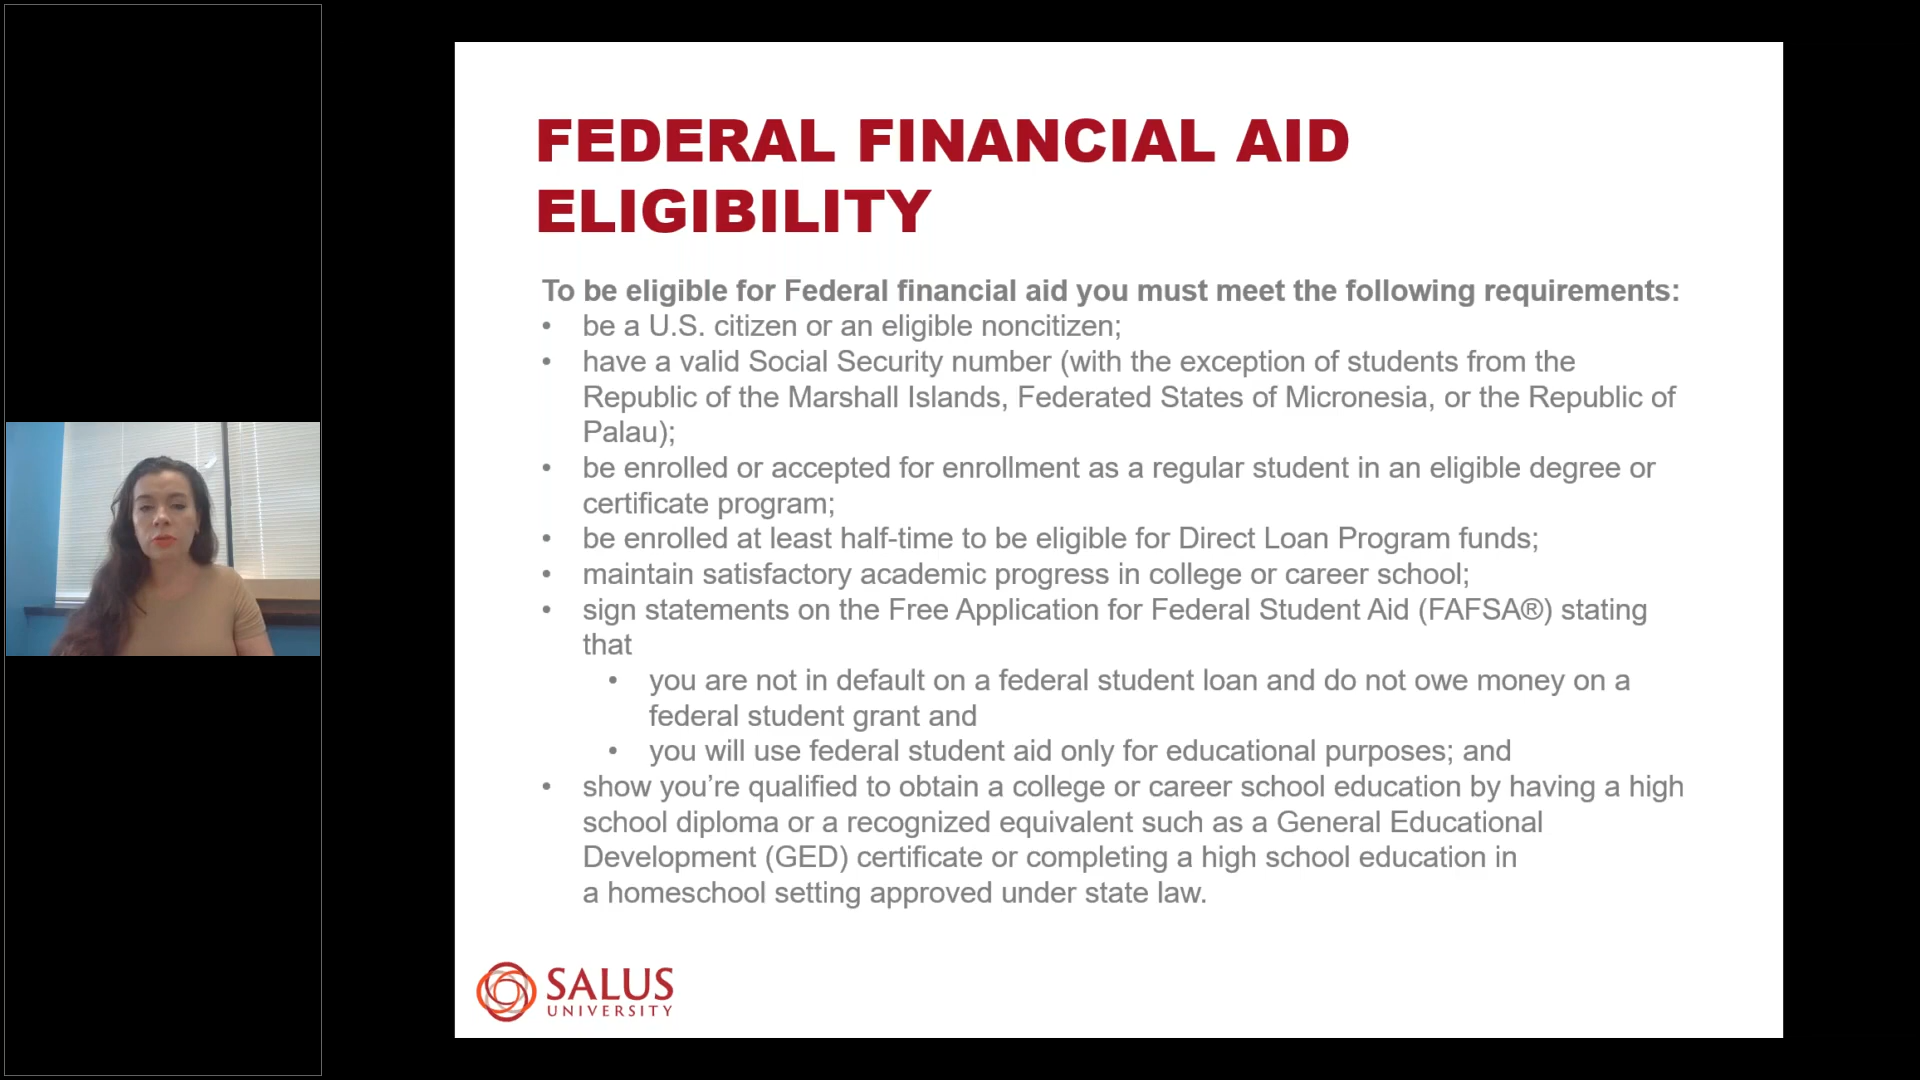 FEDERAL FINANCIAL AID
ELIGIBILITY
To be eligible for Federal financial aid you must meet the following requirements:
• be a U.S. citizen or an eligible noncitizen;
• have a valid Social Security number (with the exception of students from the
Republic of the Marshall Islands, Federated States of Micronesia, or the Republic of
Palau);
• be enrolled or accepted for enrollment as a regular student in an eligible degree or
certificate program;
• be enrolled at least half-time to be eligible for Direct Loan Program funds;
• maintain satisfactory academic progress in college or career school;
• sign statements on the Free Application for Federal Student Aid (FAFSA®) stating
that
• you are not in default on a federal student loan and do not owe money on a
federal student grant and
• you will use federal student aid only for educational purposes; and
• show you’re qualified to obtain a college or career school education by having a high
school diploma or a recognized equivalent such as a General Educational
Development (GED) certificate or completing a high school education in
a homeschool setting approved under state law.
SALUS
UNIVERSITY